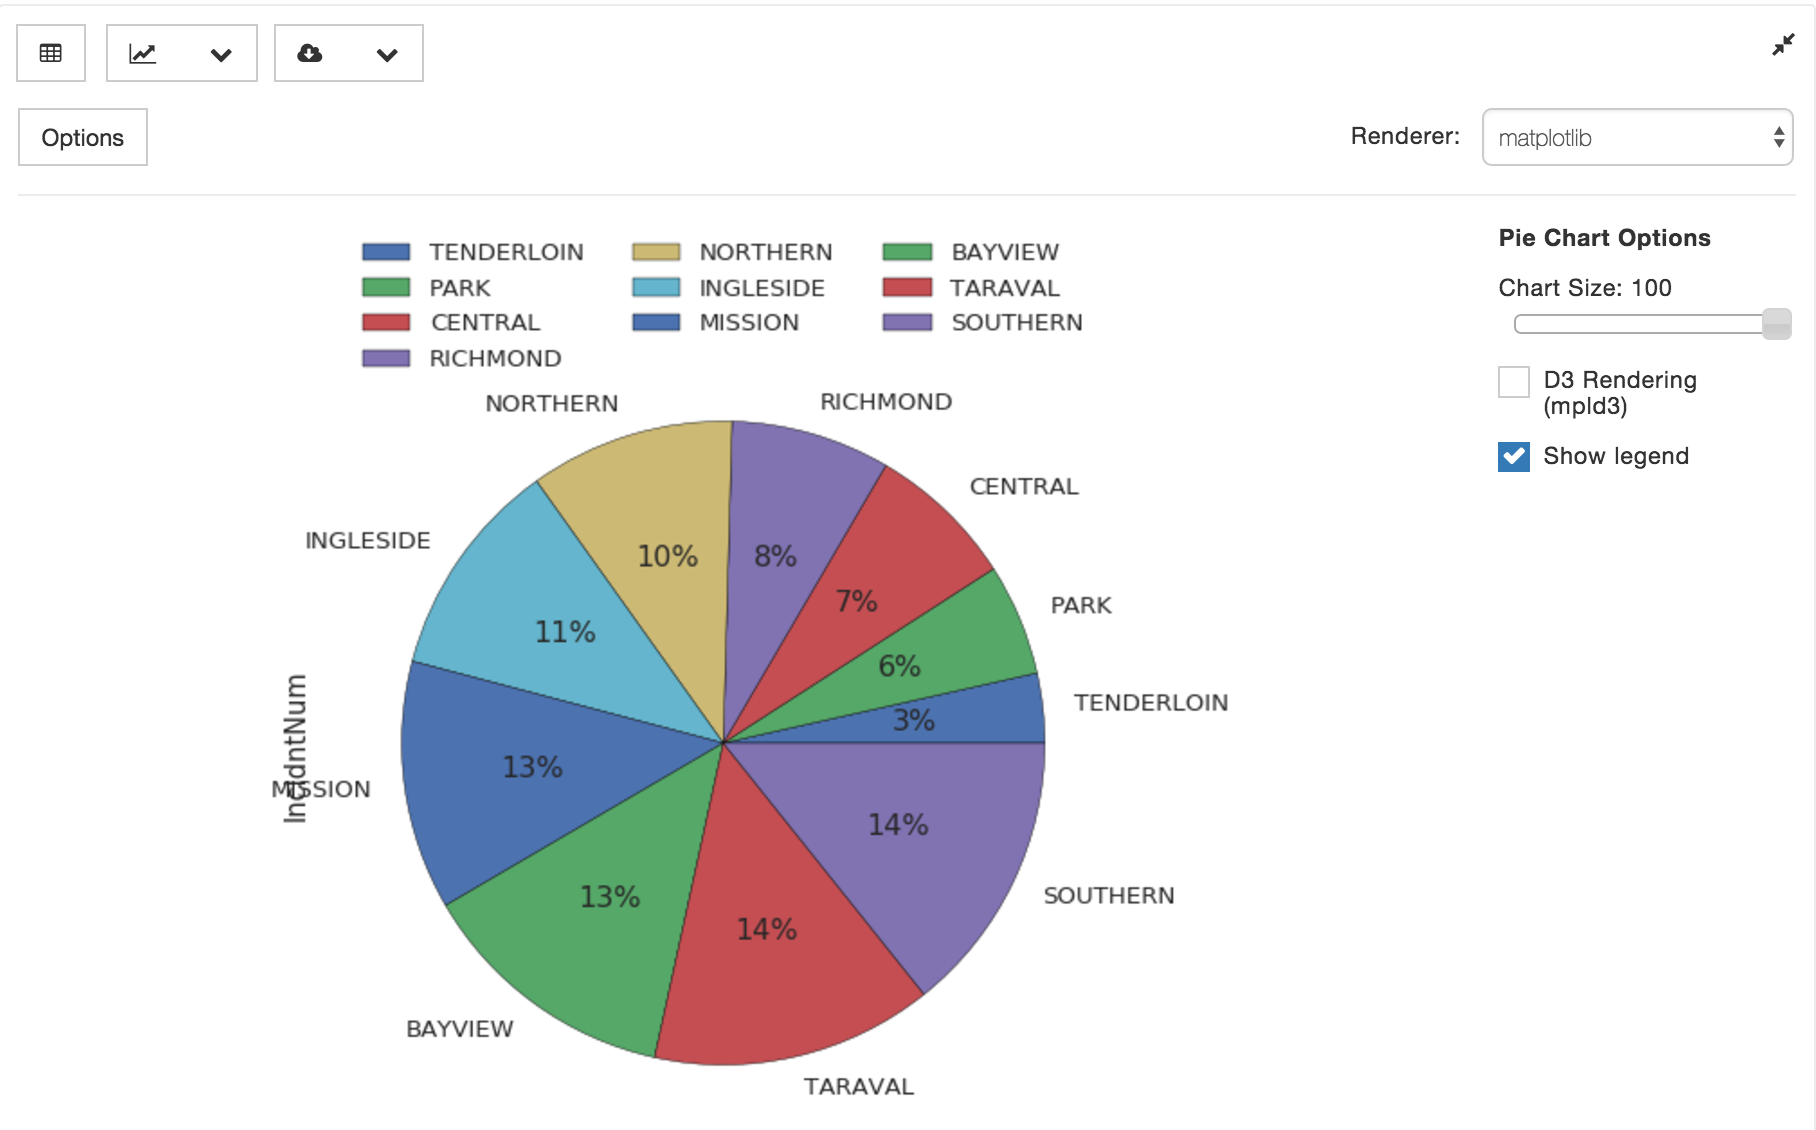 Options
Renderer:
matplotlib
TENDERLOIN
NORTHERN
BAYVIEW
PARK
INGLESIDE
TARAVAL
CENTRAL
MISSION
SOUTHERN
RICHMOND
Pie Chart Options
Chart Size: 100
D3 Rendering
(mpld3)
Show legend
NORTHERN
RICHMOND
CENTRAL
INGLESIDE
PARK
TENDERLOIN
10%
8%
7%
11%
6%
3%
IncidntNum
MISSION
13%
14%
SOUTHERN
13%
14%
BAYVIEW
TARAVAL